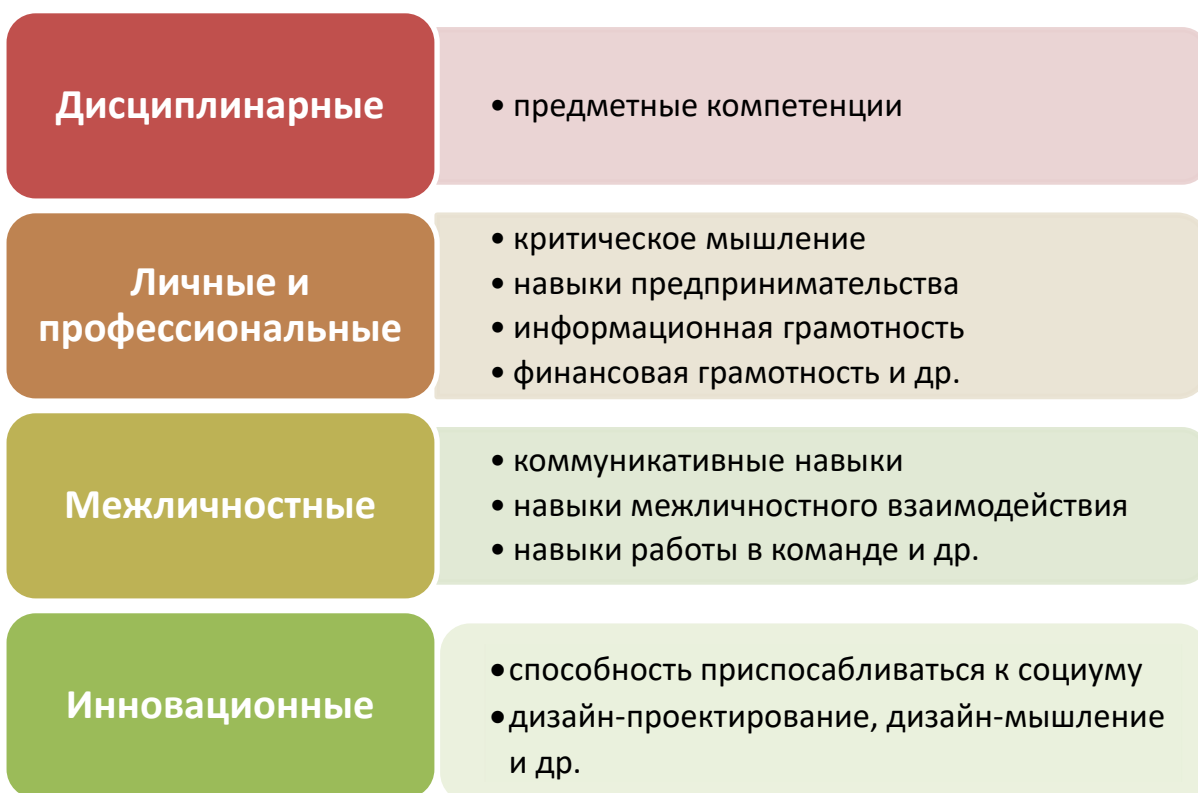 Дисциплинарные
• предметные компетенции
Личные и
профессиональные
• критическое мышление
• навыки предпринимательства
• информационная грамотность
• финансовая грамотность и др.
Межличностные
• коммуникативные навыки
• навыки межличностного взаимодействия
• навыки работы в команде и др.
Инновационные
• способность приспосабливаться к социуму
• дизайн-проектирование, дизайн-мышление
и др.